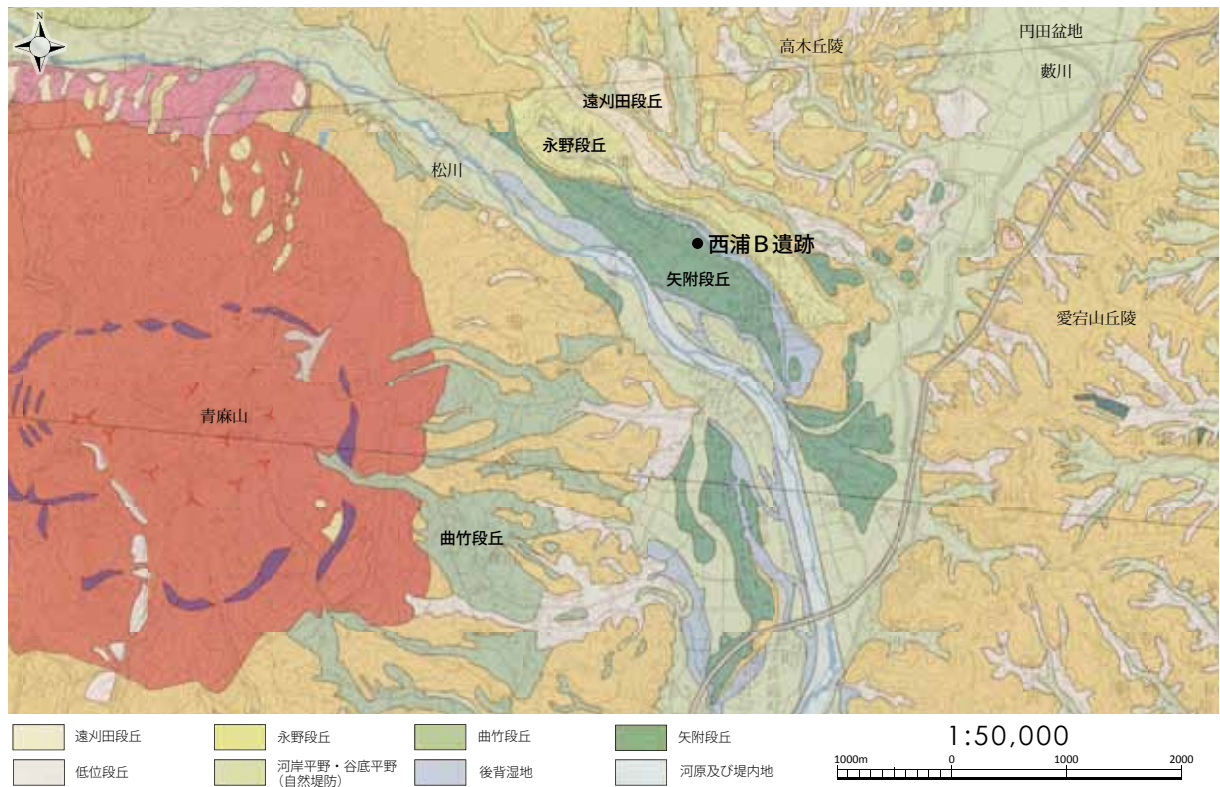 N
円田盆地
高木丘陵
藪川
遠刈田段丘
永野段丘
松川
西浦B遺跡
矢附段丘
愛宕山丘陵
青麻山
曲竹段丘
遠刈田段丘
永野段丘
曲竹段丘
矢附段丘
1:50,000
低位段丘
河岸平野・谷底平野
(自然堤防)
後背湿地
河原及び堤内地
1000m 0 1000 2000